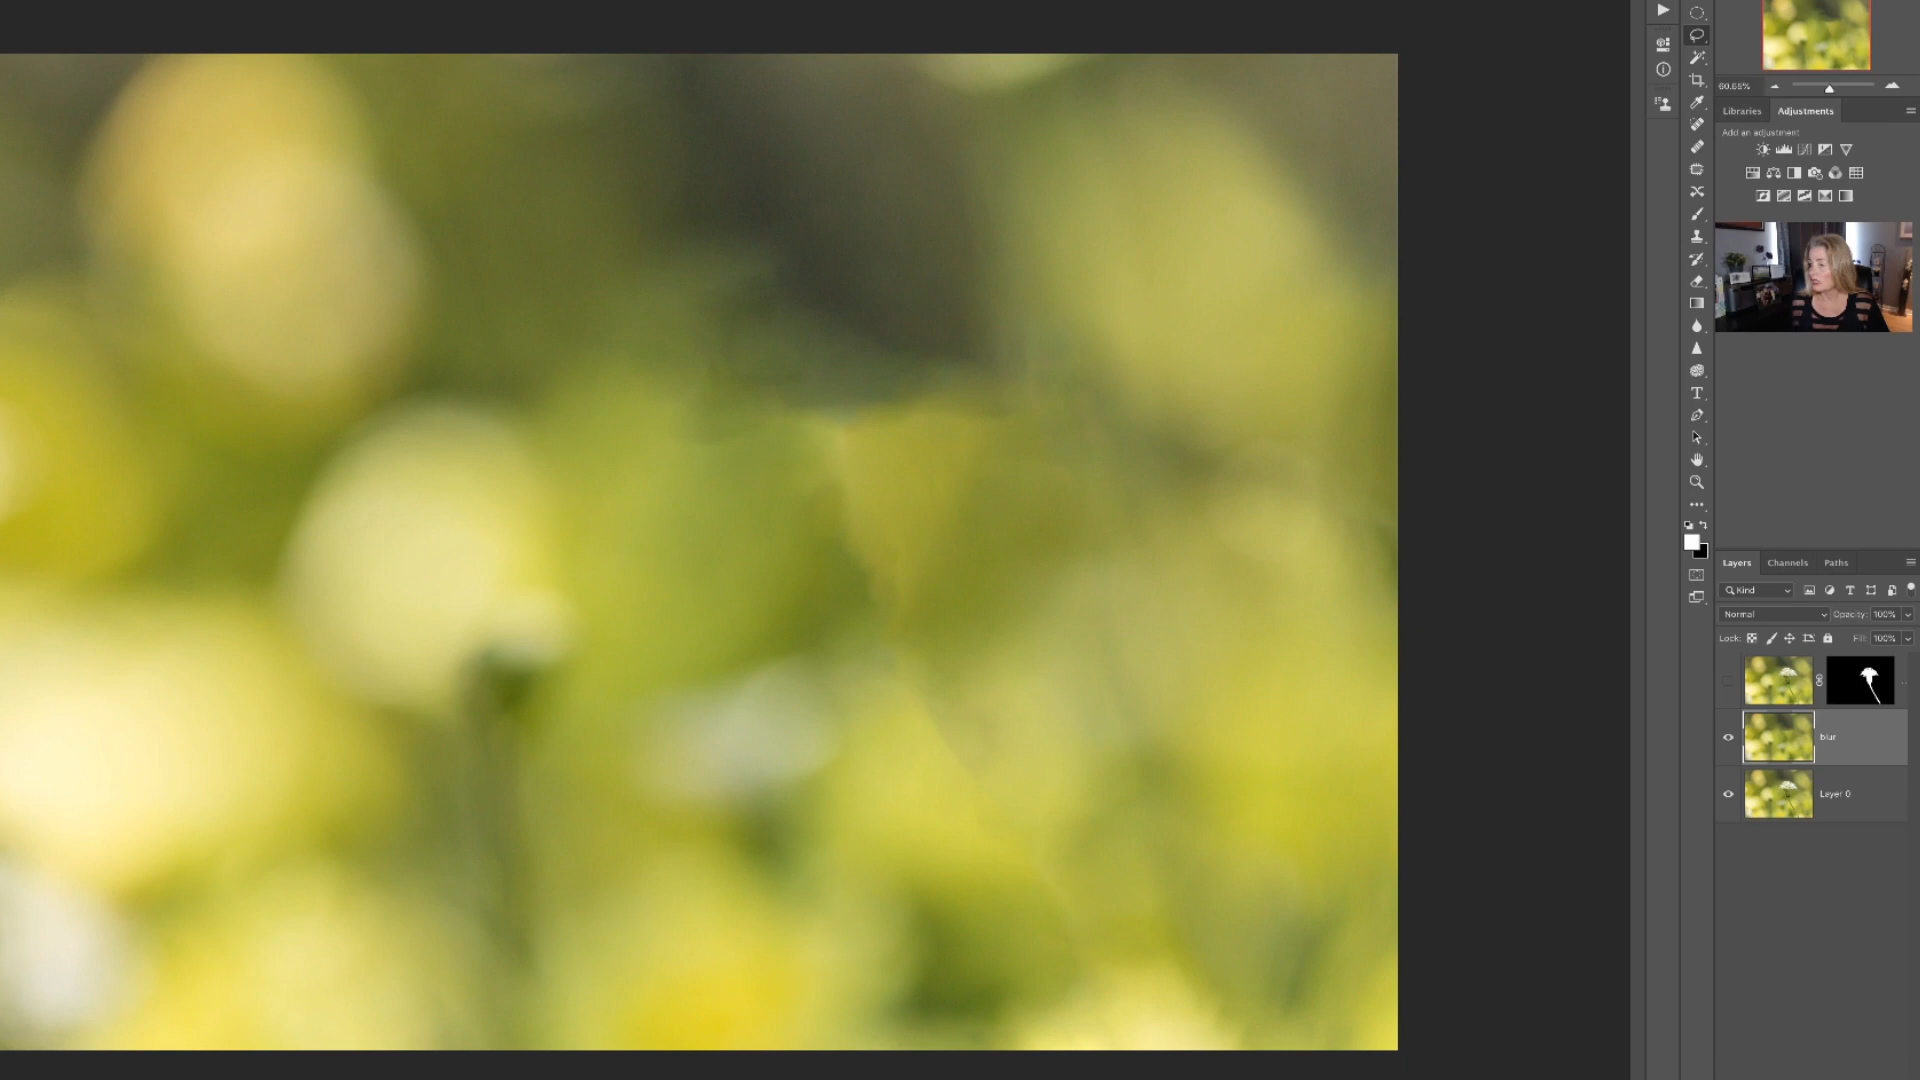 60.65%
Libraries
Adjustments
Add an adjustment
Layers
Channels
Paths
Kind
Normal
Opacity:
100%
Lock:
Fill:
100%
blur
Layer 0